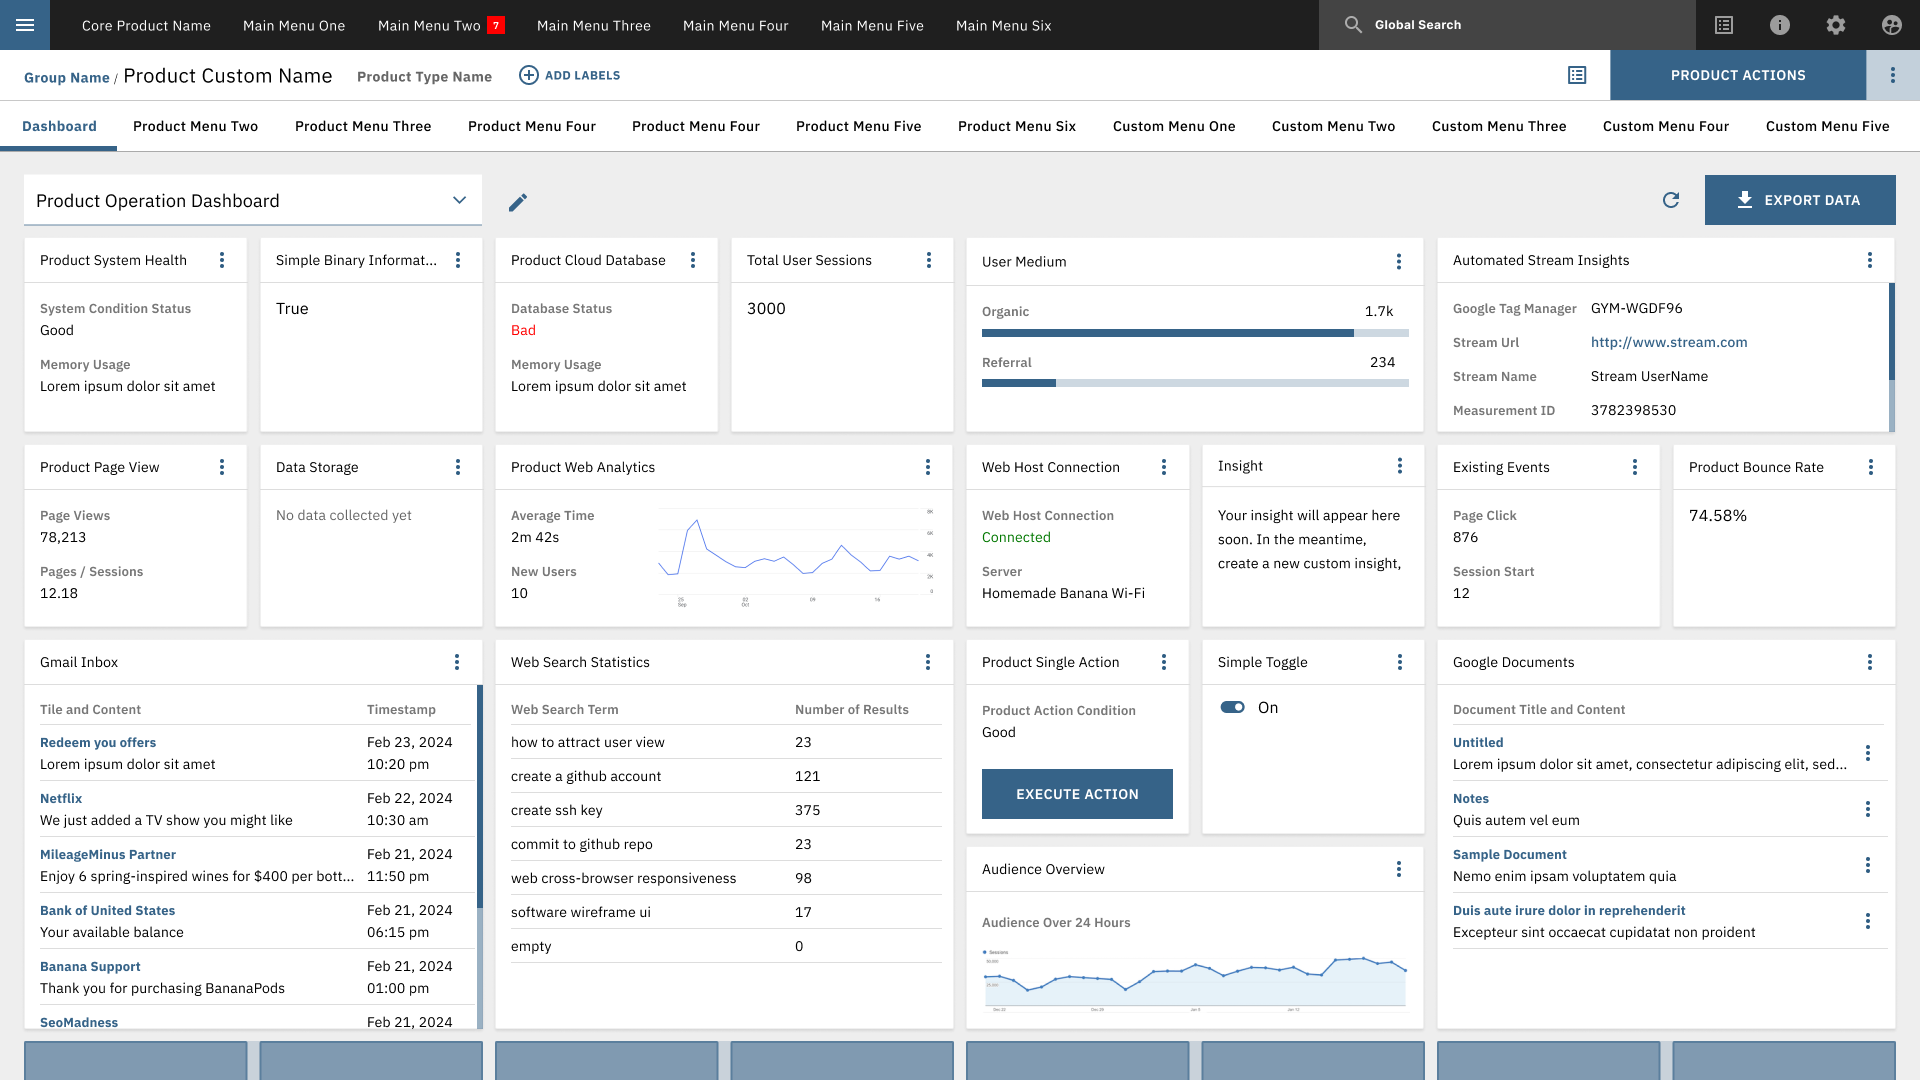 Core Product Name
Main Menu One
Main Menu Two 7
Main Menu Three
Main Menu Four
Main Menu Five
Main Menu Six
Global Search
Group Name / Product Custom Name
Product Type Name
ADD LABELS
PRODUCT ACTIONS
Dashboard
Product Menu Two
Product Menu Three
Product Menu Four
Product Menu Four
Product Menu Five
Product Menu Six
Custom Menu One
Custom Menu Two
Custom Menu Three
Custom Menu Four
Custom Menu Five
Product Operation Dashboard
EXPORT DATA
Product System Health
System Condition Status
Good
Memory Usage
Lorem ipsum dolor sit amet
Simple Binary Informat...
True
Product Cloud Database
Database Status
Bad
Memory Usage
Lorem ipsum dolor sit amet
Total User Sessions
3000
User Medium
Organic 1.7k
Referral 234
Automated Stream Insights
Google Tag Manager GYM-WGDF96
Stream Url http://www.stream.com
Stream Name Stream UserName
Measurement ID 3782398530
Product Page View
Page Views
78,213
Pages / Sessions
12.18
Data Storage
No data collected yet
Product Web Analytics
Average Time
2m 42s
New Users
10
8K
6K
4K
2K
0
25 Sep
02 Oct
09
16
Web Host Connection
Web Host Connection
Connected
Server
Homemade Banana Wi-Fi
Insight
Your insight will appear here
soon. In the meantime,
create a new custom insight,
Existing Events
Page Click
876
Session Start
12
Product Bounce Rate
74.58%
Gmail Inbox
Tile and Content Timestamp
Redeem you offers Feb 23, 2024
Lorem ipsum dolor sit amet 10:20 pm
Netflix Feb 22, 2024
We just added a TV show you might like 10:30 am
MileageMinus Partner Feb 21, 2024
Enjoy 6 spring-inspired wines for $400 per bott... 11:50 pm
Bank of United States Feb 21, 2024
Your available balance 06:15 pm
Banana Support Feb 21, 2024
Thank you for purchasing BananaPods 01:00 pm
SeoMadness Feb 21, 2024
Web Search Statistics
Web Search Term Number of Results
how to attract user view 23
create a github account 121
create ssh key 375
commit to github repo 23
web cross-browser responsiveness 98
software wireframe ui 17
empty 0
Product Single Action
Product Action Condition
Good
EXECUTE ACTION
Simple Toggle
On
Audience Overview
Audience Over 24 Hours
Sessions
Dec 22
Dec 29
Google Documents
Document Title and Content
Untitled
Lorem ipsum dolor sit amet, consectetur adipiscing elit, sed...
Notes
Quis autem vel eum
Sample Document
Nemo enim ipsam voluptatem quia
Duis aute irure dolor in reprehenderit
Excepteur sint occaecat cupidatat non proident